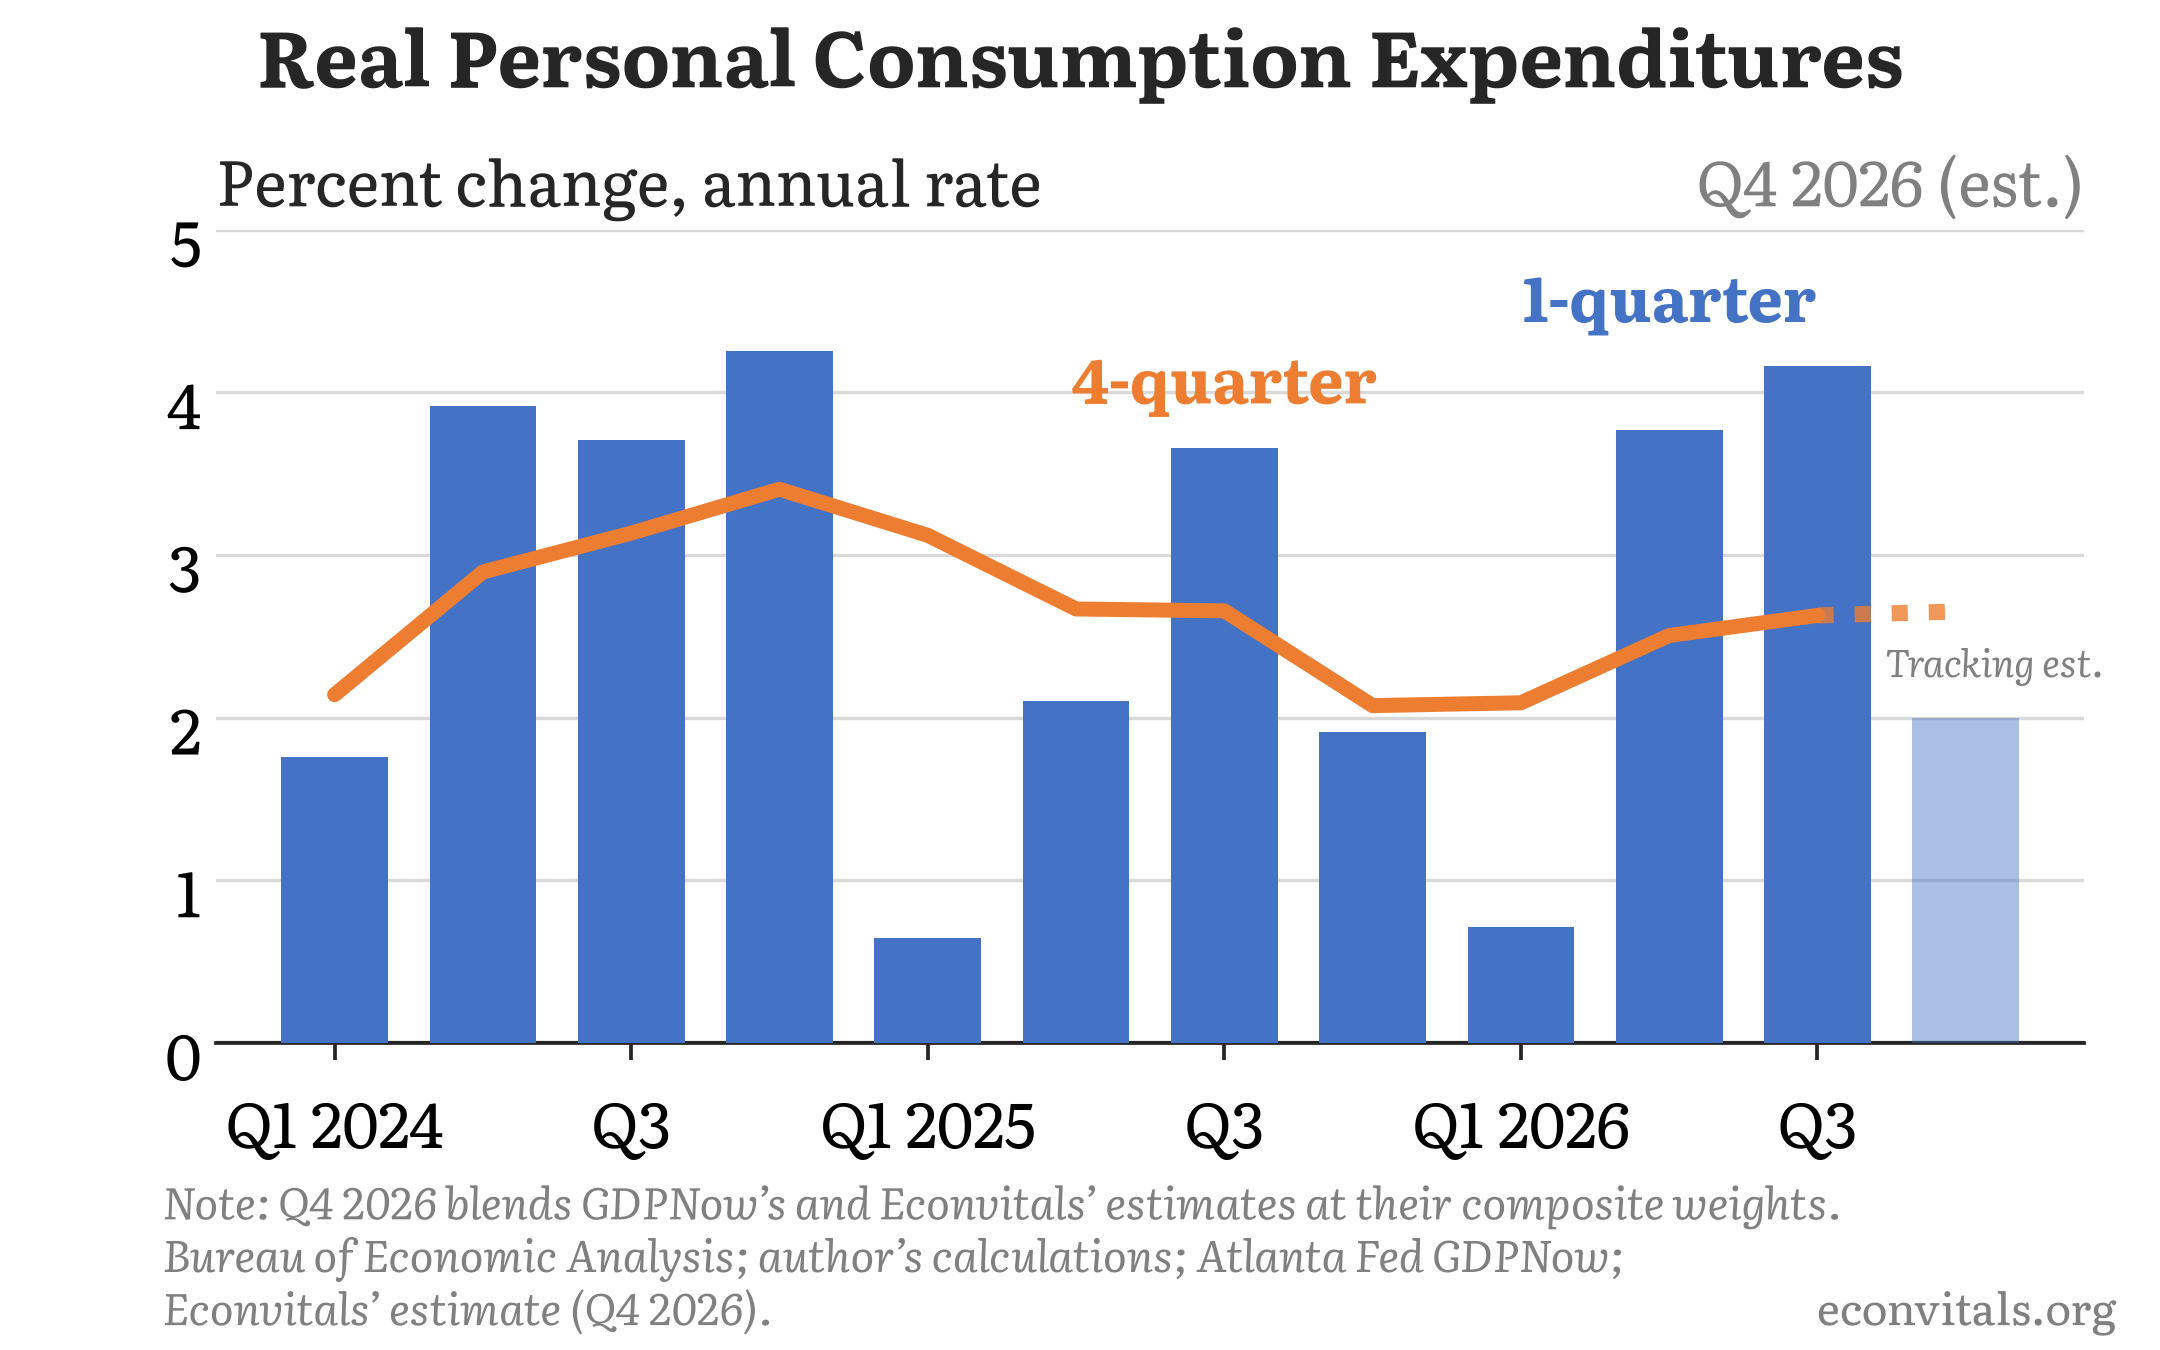 Real Personal Consumption Expenditures
Percent change, annual rate
Q4 2026 (est.)
5
1-quarter
4-quarter
4
3
Tracking est.
2
1
0
Q1 2024
Q3
Q1 2025
Q3
Q1 2026
Q3
Note: Q4 2026 blends GDPNow’s and Econvitals’ estimates at their composite weights.
Bureau of Economic Analysis; author’s calculations; Atlanta Fed GDPNow;
Econvitals’ estimate (Q4 2026).
econvitals.org